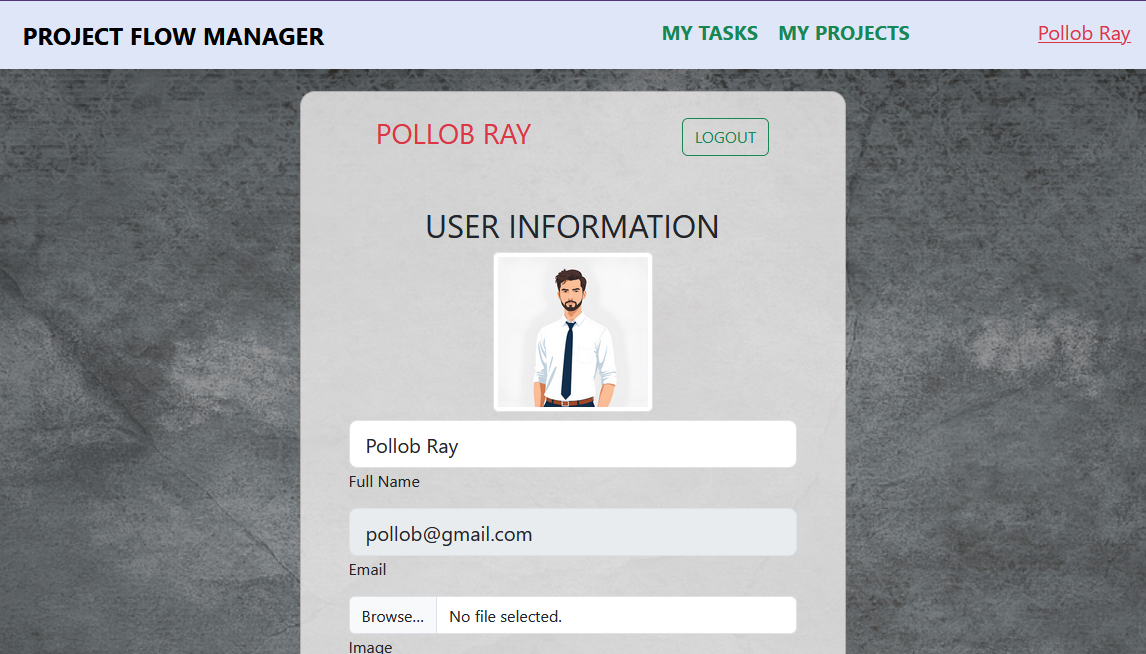 PROJECT FLOW MANAGER
MY TASKS MY PROJECTS
Pollob Ray
POLLOB RAY
LOGOUT
USER INFORMATION
Pollob Ray
Full Name
pollob@gmail.com
Email
Browse... No file selected.
Image